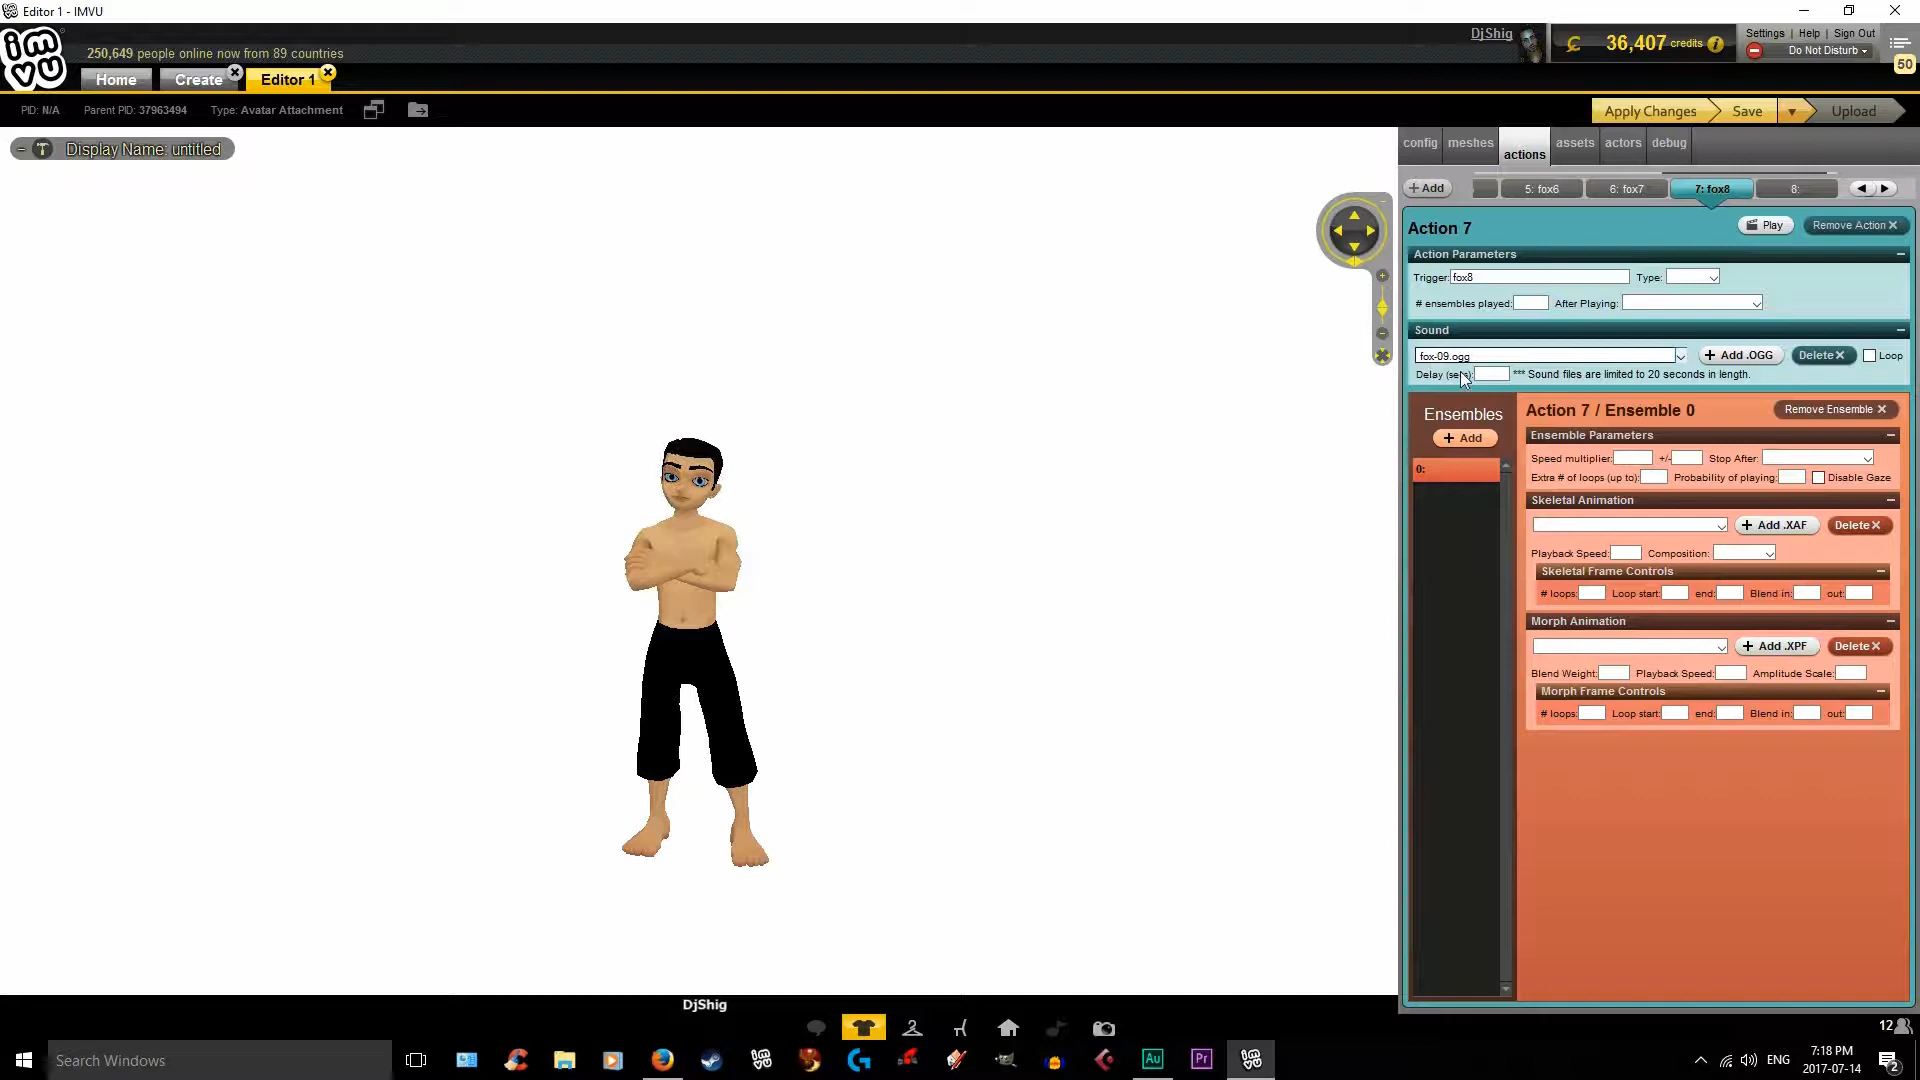 Editor 1 - IMVU
imvu
250,649 people online now from 89 countries
DjShig
36,407 credits
Settings | Help | Sign Out
Do Not Disturb
50
Home
Create
Editor 1
PID: N/A
Parent PID: 37963494
Type: Avatar Attachment
Apply Changes
Save
Upload
Display Name: untitled
config
meshes
actions
assets
actors
debug
+ Add
5: fox6
6: fox7
7: fox8
8:
Action 7
Play
Remove Action X
Action Parameters
Trigger: fox8
Type:
# ensembles played:
After Playing:
Sound
fox-09.ogg
+ Add .OGG
Delete X
Loop
Delay (secs):
*** Sound files are limited to 20 seconds in length.
Ensembles
+ Add
0:
Action 7 / Ensemble 0
Remove Ensemble X
Ensemble Parameters
Speed multiplier:
+/-
Stop After:
Extra # of loops (up to):
Probability of playing:
Disable Gaze
Skeletal Animation
+ Add .XAF
Delete X
Playback Speed:
Composition:
Skeletal Frame Controls
# loops:
Loop start:
end:
Blend in:
out:
Morph Animation
+ Add .XPF
Delete X
Blend Weight:
Playback Speed:
Amplitude Scale:
Morph Frame Controls
# loops:
Loop start:
end:
Blend in:
out:
DjShig
12
Search Windows
Au
Pr
imvu
ENG
7:18 PM
2017-07-14
2